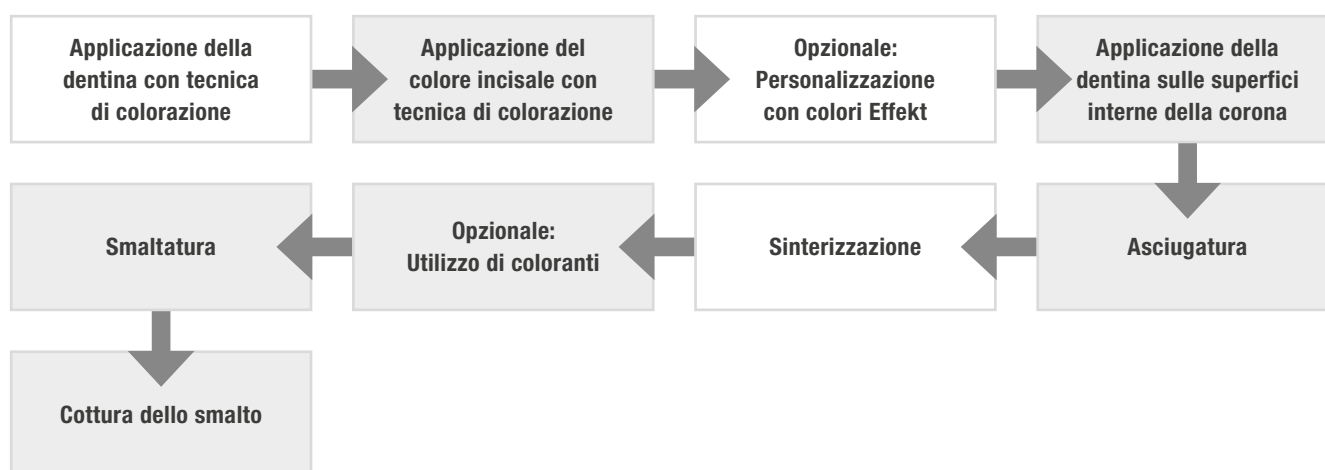 Applicazione della
dentina con tecnica
di colorazione
Applicazione del
colore incisale con
tecnica di colorazione
Opzionale:
Personalizzazione
con colori Effekt
Applicazione della
dentina sulle superfici
interne della corona
Asciugatura
Sinterizzazione
Opzionale:
Utilizzo di coloranti
Smaltatura
Cottura dello smalto